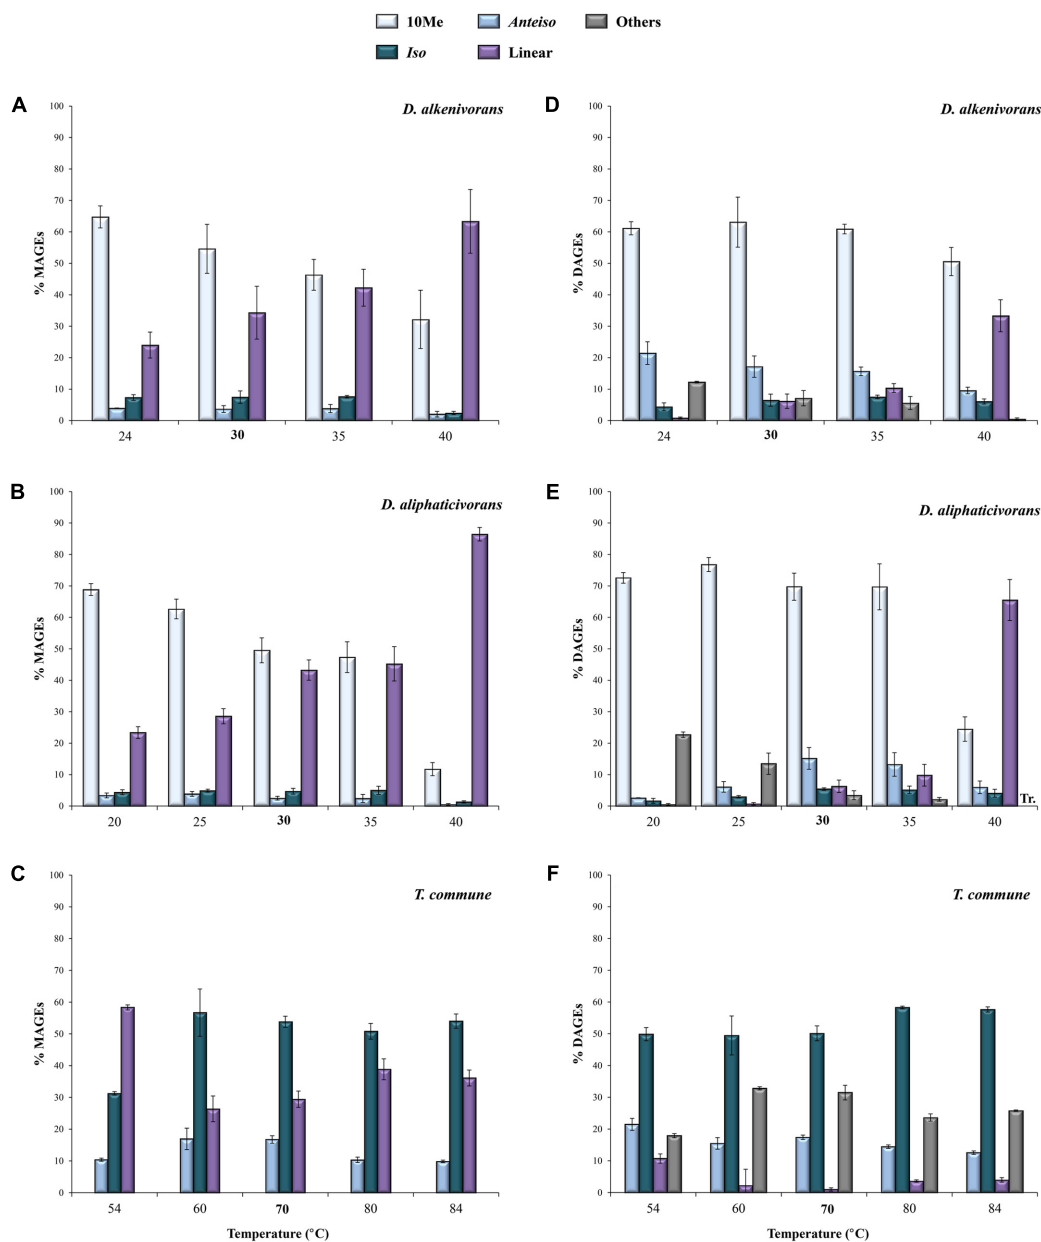 10Me Anteiso Others
Iso Linear
A
D. alkenivorans
% MAGEs
100
90
80
70
60
50
40
30
20
10
0
24 30 35 40
D
D. alkenivorans
% DAGEs
100
90
80
70
60
50
40
30
20
10
0
24 30 35 40
B
D. aliphaticivorans
% MAGEs
100
90
80
70
60
50
40
30
20
10
0
20 25 30 35 40
E
D. aliphaticivorans
% DAGEs
100
90
80
70
60
50
40
30
20
10
0
Tr.
20 25 30 35 40
C
T. commune
% MAGEs
100
90
80
70
60
50
40
30
20
10
0
54 60 70 80 84
Temperature (°C)
F
T. commune
% DAGEs
100
90
80
70
60
50
40
30
20
10
0
54 60 70 80 84
Temperature (°C)